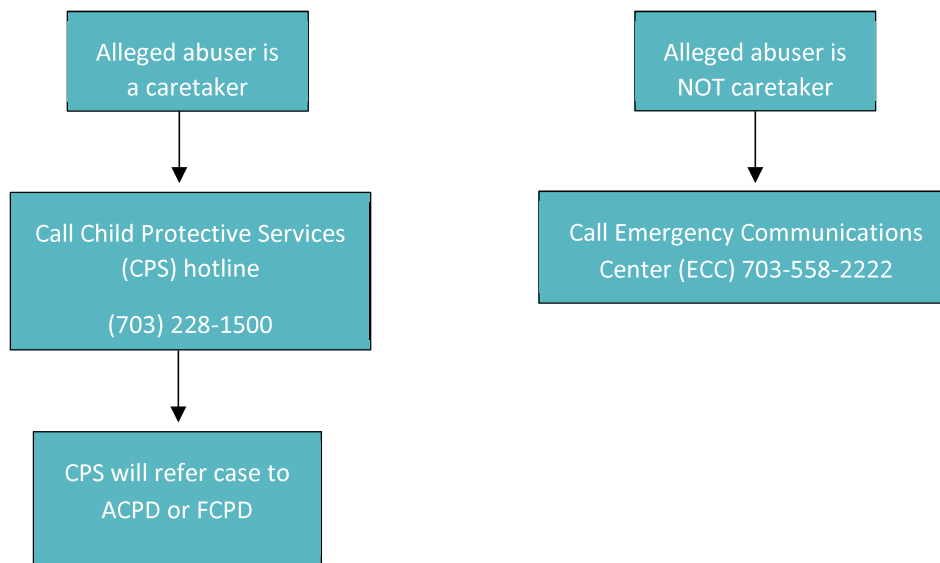 Alleged abuser is
a caretaker
Call Child Protective Services
(CPS) hotline
(703) 228-1500
CPS will refer case to
ACPD or FCPD
Alleged abuser is
NOT caretaker
Call Emergency Communications
Center (ECC) 703-558-2222